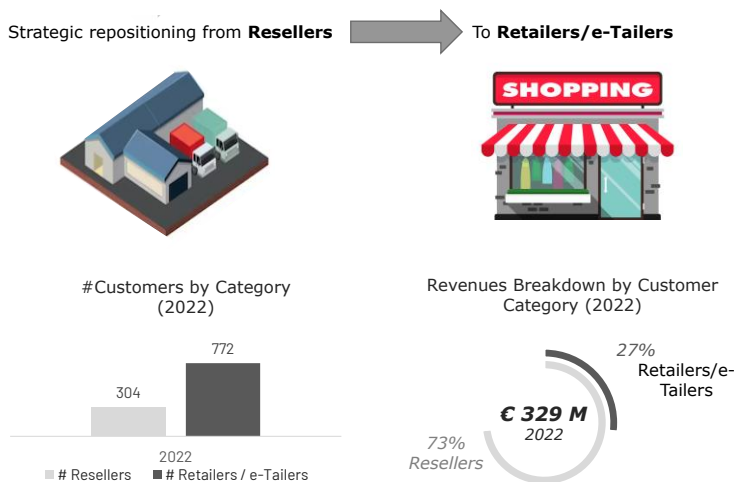 Strategic repositioning from Resellers
To Retailers/e-Tailers
SHOPPING
#Customers by Category
(2022)
772
304
2022
# Resellers # Retailers / e-Tailers
Revenues Breakdown by Customer
Category (2022)
27%
Retailers/e-
Tailers
€ 329 M
2022
73%
Resellers